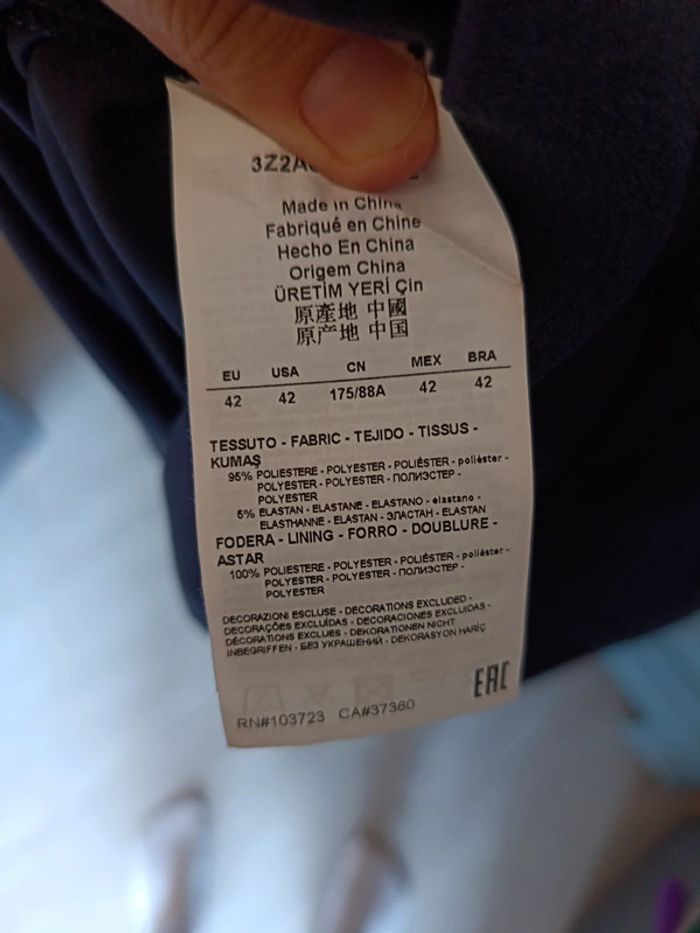 3Z2A
Made in China
Fabriqué en Chine
Hecho En China
Origem China
ÜRETİM YERİ Çin
原產地 中國
原产地 中国
EU USA CN MEX BRA
42 42 175/88A 42 42
TESSUTO - FABRIC - TEJIDO - TISSUS -
KUMAŞ
95% POLIESTERE - POLYESTER - POLIÉSTER - poliéster -
POLYESTER - POLYESTER - ПОЛИЭСТЕР -
POLYESTER
5% ELASTAN - ELASTANE - ELASTANO - elastano -
ELASTHANNE - ELASTAN - ЭЛАСТАН - ELASTAN
FODERA - LINING - FORRO - DOUBLURE -
ASTAR
100% POLIESTERE - POLYESTER - POLIÉSTER - poliéster -
POLYESTER - POLYESTER - ПОЛИЭСТЕР -
POLYESTER
DECORAZIONI ESCLUSE - DECORATIONS EXCLUDED -
DECORAÇÕES EXCLUÍDAS - DECORACIONES EXCLUIDAS -
DÉCORATIONS EXCLUES - DEKORATIONEN NICHT
INBEGRIFFEN - БЕЗ УКРАШЕНИЙ - DEKORASYON HARİÇ
EAC
RN#103723 CA#37360